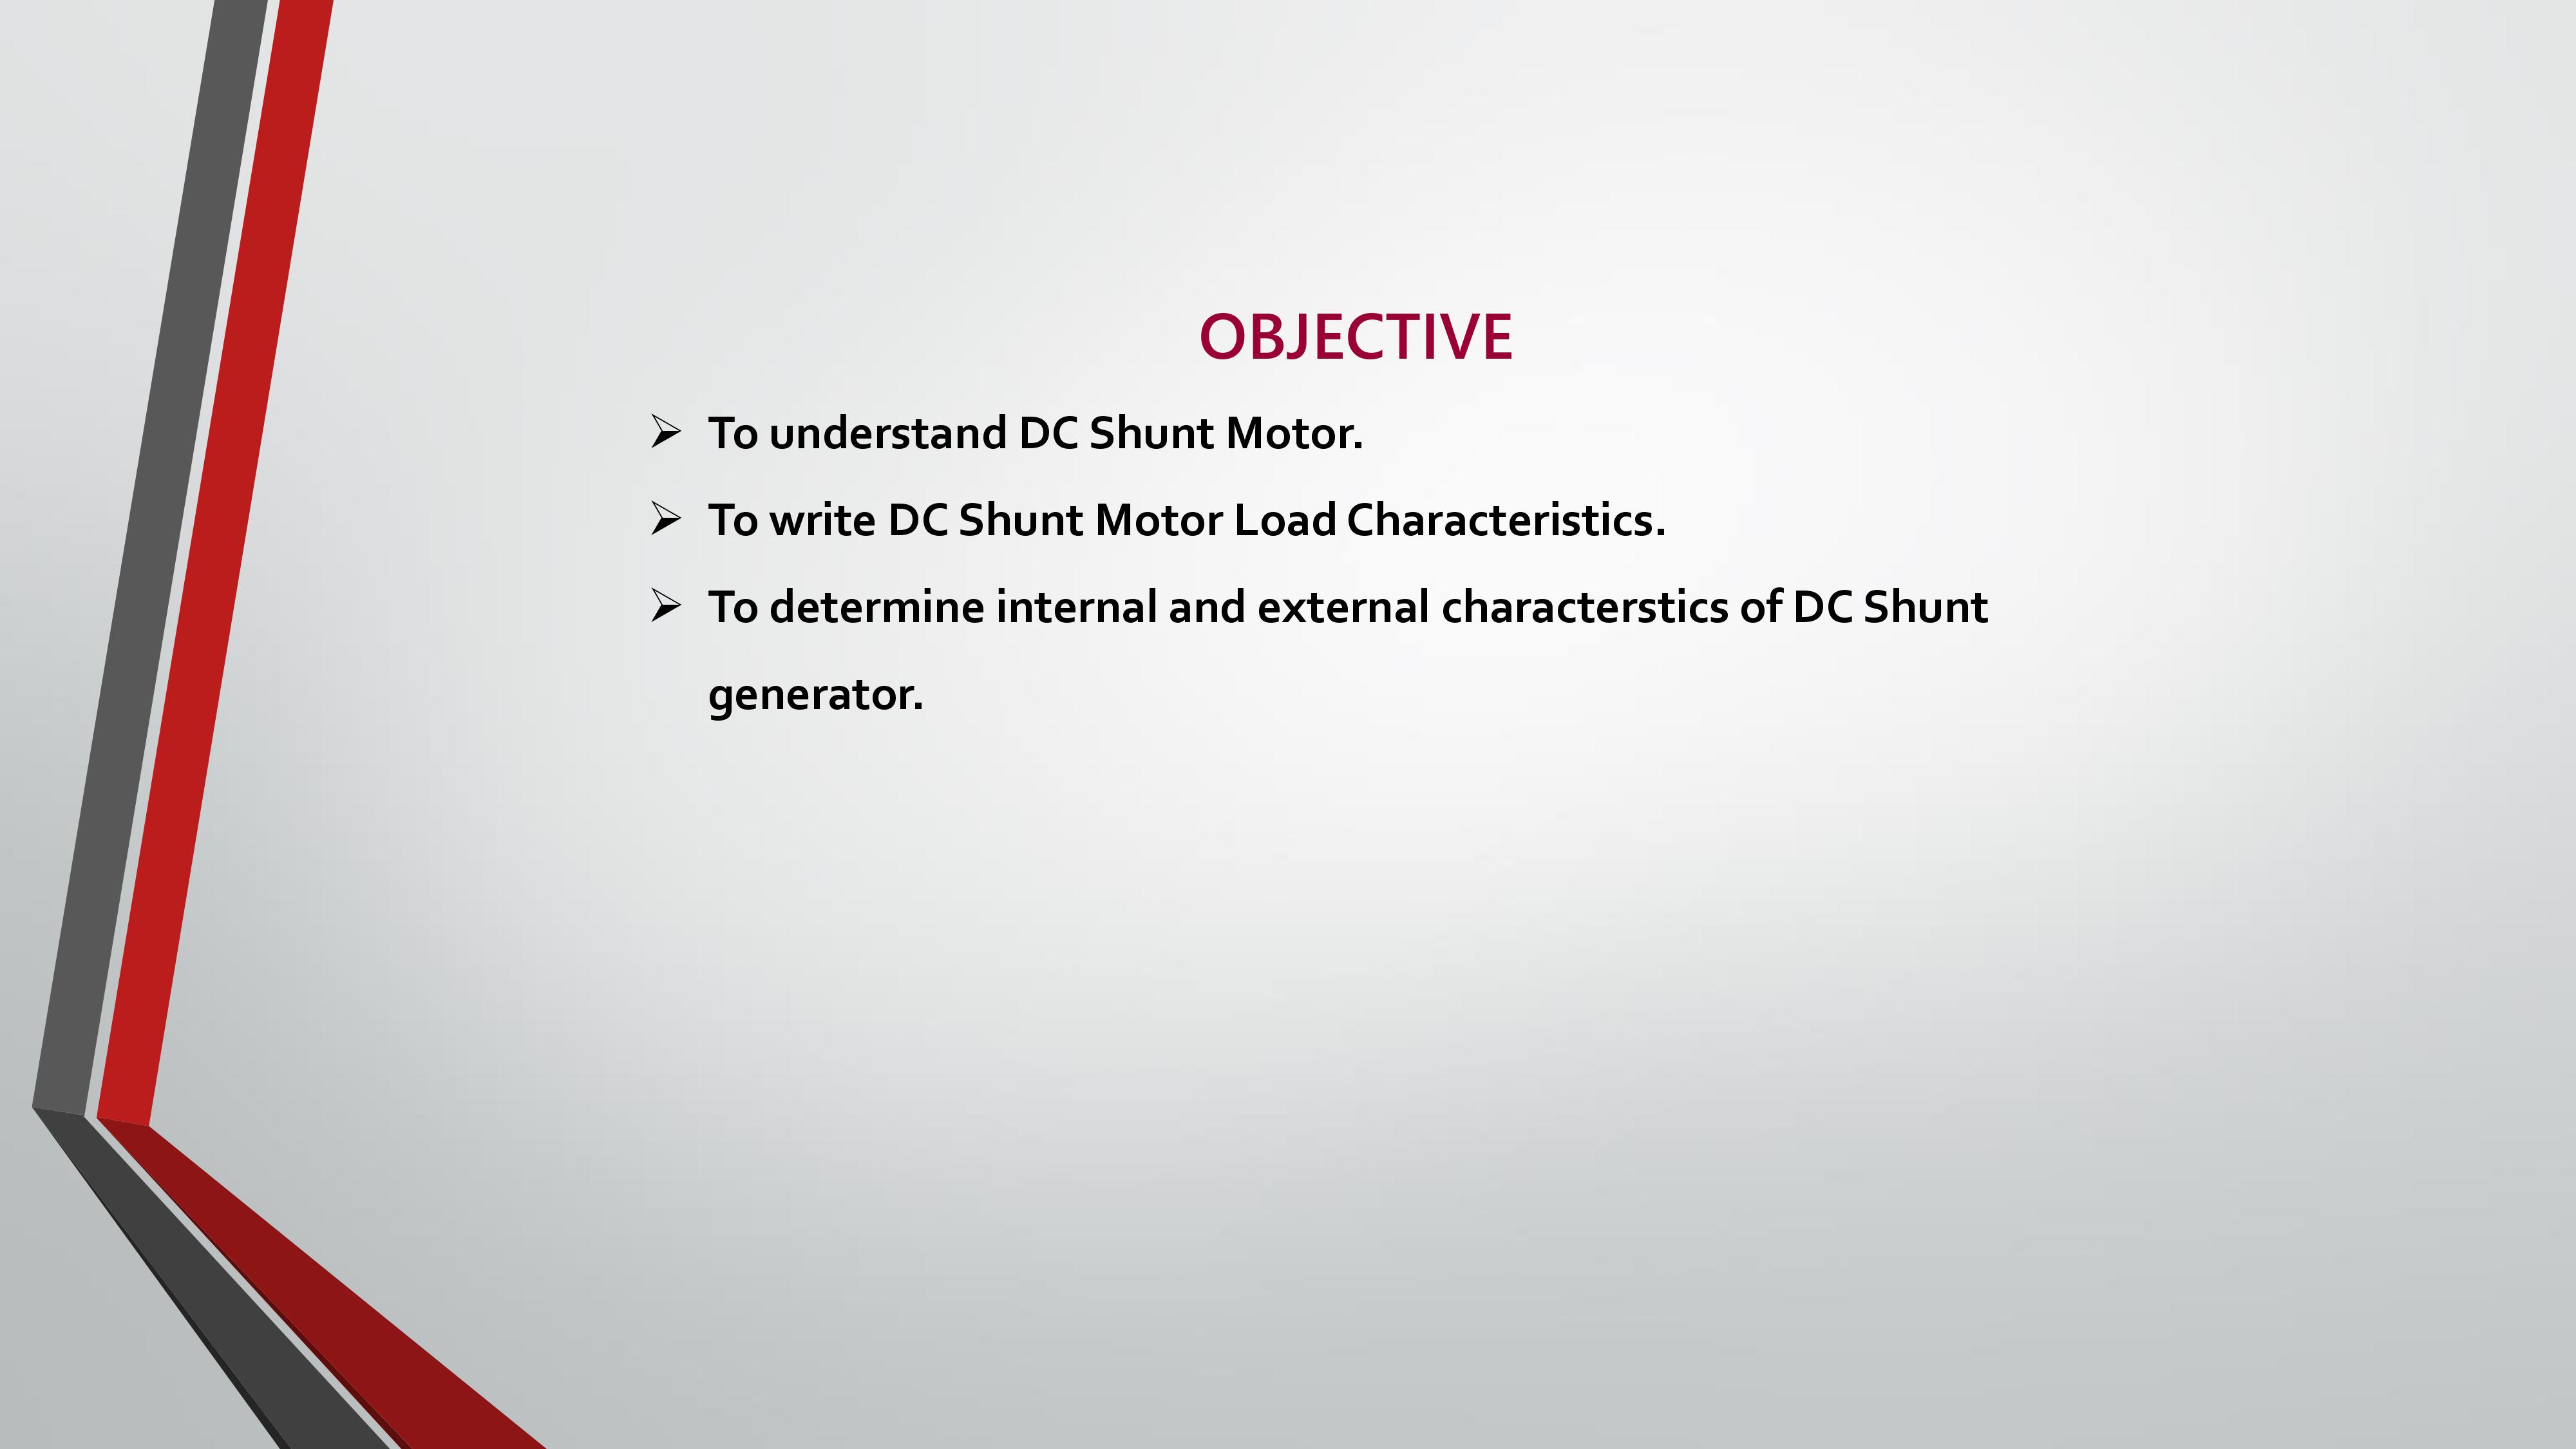 OBJECTIVE
➢ To understand DC Shunt Motor.
➢ To write DC Shunt Motor Load Characteristics.
➢ To determine internal and external characterstics of DC Shunt
generator.